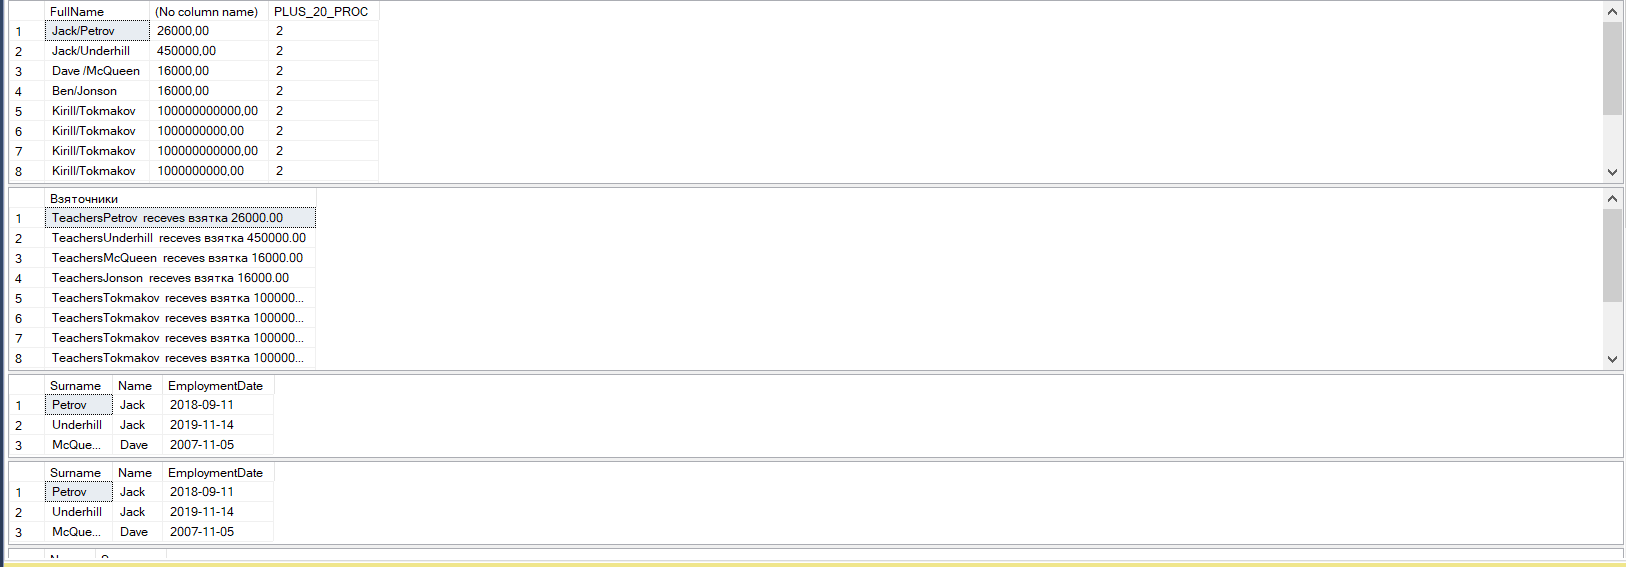 FullName (No column name) PLUS_20_PROC
1 Jack/Petrov 26000,00 2
2 Jack/Underhill 450000,00 2
3 Dave /McQueen 16000,00 2
4 Ben/Jonson 16000,00 2
5 Kirill/Tokmakov 100000000000,00 2
6 Kirill/Tokmakov 1000000000,00 2
7 Kirill/Tokmakov 100000000000,00 2
8 Kirill/Tokmakov 1000000000,00 2
Взяточники
1 TeachersPetrov receves взятка 26000.00
2 TeachersUnderhill receves взятка 450000.00
3 TeachersMcQueen receves взятка 16000.00
4 TeachersJonson receves взятка 16000.00
5 TeachersTokmakov receves взятка 100000...
6 TeachersTokmakov receves взятка 100000...
7 TeachersTokmakov receves взятка 100000...
8 TeachersTokmakov receves взятка 100000...
Surname Name EmploymentDate
1 Petrov Jack 2018-09-11
2 Underhill Jack 2019-11-14
3 McQue... Dave 2007-11-05
Surname Name EmploymentDate
1 Petrov Jack 2018-09-11
2 Underhill Jack 2019-11-14
3 McQue... Dave 2007-11-05